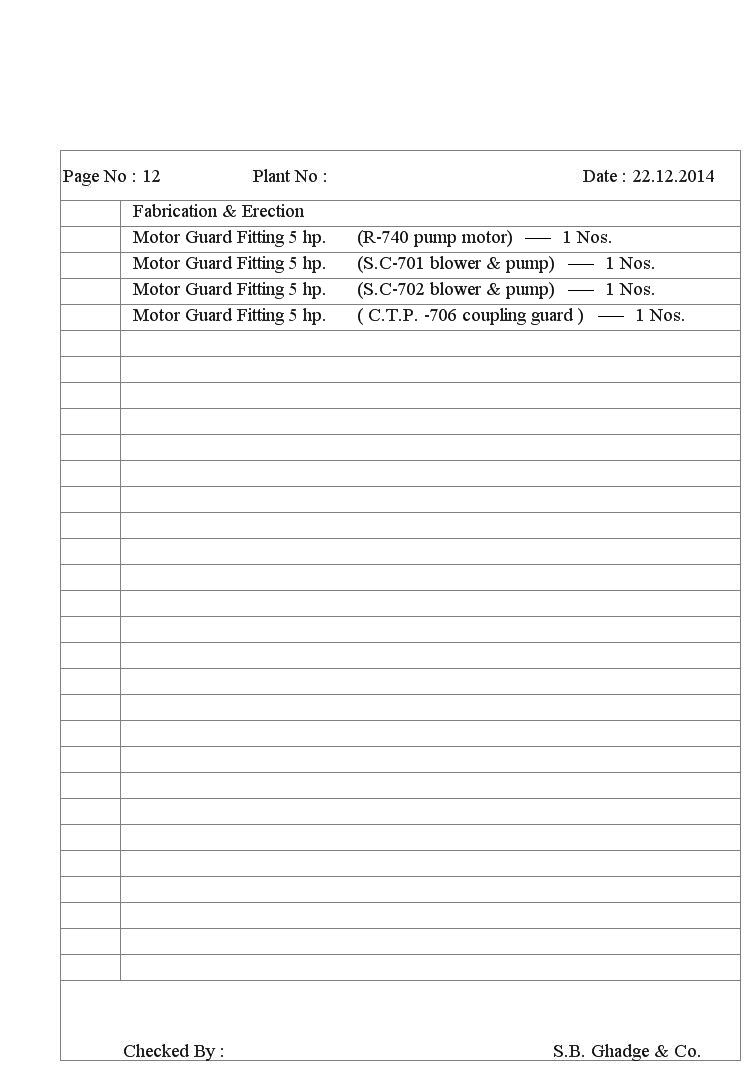 Page No : 12 Plant No : Date : 22.12.2014
Fabrication & Erection
Motor Guard Fitting 5 hp. (R-740 pump motor) — 1 Nos.
Motor Guard Fitting 5 hp. (S.C-701 blower & pump) — 1 Nos.
Motor Guard Fitting 5 hp. (S.C-702 blower & pump) — 1 Nos.
Motor Guard Fitting 5 hp. ( C.T.P. -706 coupling guard ) — 1 Nos.
Checked By : S.B. Ghadge & Co.